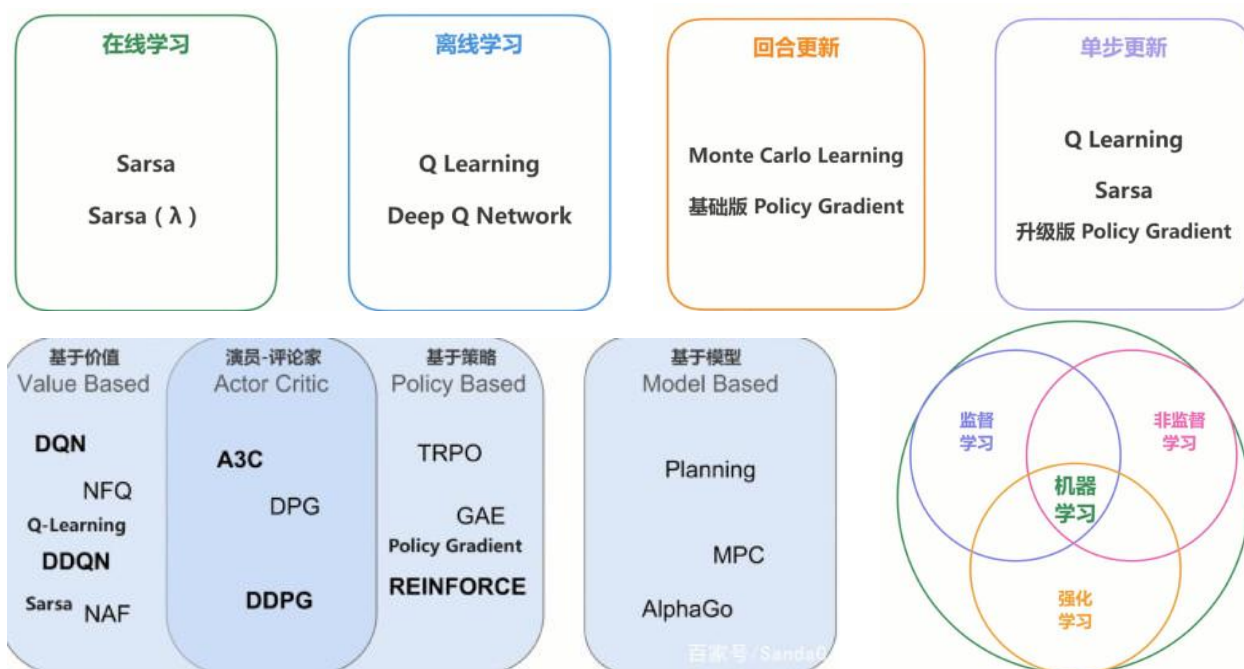 在线学习
Sarsa
Sarsa ( λ )
离线学习
Q Learning
Deep Q Network
回合更新
Monte Carlo Learning
基础版 Policy Gradient
单步更新
Q Learning
Sarsa
升级版 Policy Gradient
基于价值
Value Based
DQN
NFQ
Q-Learning
DDQN
Sarsa
NAF
演员-评论家
Actor Critic
A3C
DPG
DDPG
基于策略
Policy Based
TRPO
GAE
Policy Gradient
REINFORCE
基于模型
Model Based
Planning
MPC
AlphaGo
监督
学习
非监督
学习
机器
学习
强化
学习